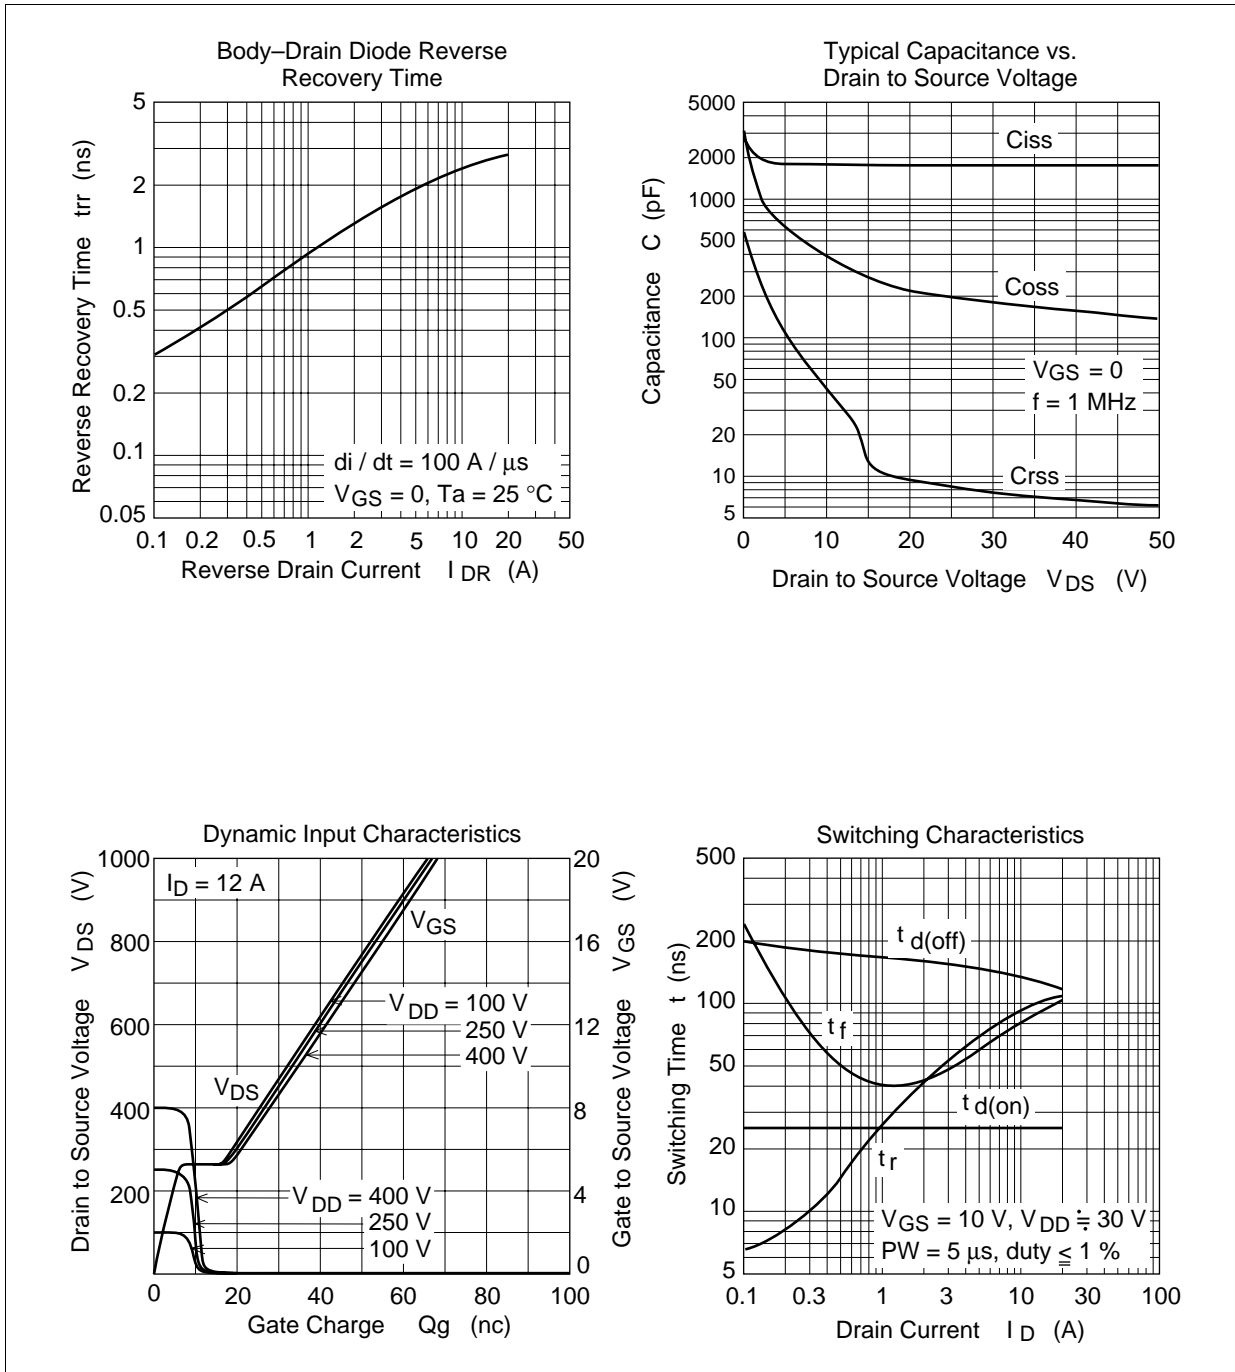 Body–Drain Diode Reverse
Recovery Time
Reverse Recovery Time trr (ns)
5
2
1
0.5
0.2
0.1
0.05
di / dt = 100 A / µs
VGS = 0, Ta = 25 °C
0.1 0.2 0.5 1 2 5 10 20 50
Reverse Drain Current I DR (A)
Typical Capacitance vs.
Drain to Source Voltage
Capacitance C (pF)
5000
2000
1000
500
200
100
50
20
10
5
Ciss
Coss
VGS = 0
f = 1 MHz
Crss
0 10 20 30 40 50
Drain to Source Voltage VDS (V)
Dynamic Input Characteristics
Drain to Source Voltage VDS (V)
1000
800
600
400
200
0
ID = 12 A
VGS
VDD = 100 V
250 V
400 V
VDS
VDD = 400 V
250 V
100 V
20
16
12
8
4
0
Gate to Source Voltage VGS (V)
20 40 60 80 100
Gate Charge Qg (nc)
Switching Characteristics
Switching Time t (ns)
500
200
100
50
20
10
5
t d(off)
t f
t d(on)
t r
VGS = 10 V, VDD ≒ 30 V
PW = 5 µs, duty ≦ 1 %
0.1 0.3 1 3 10 30 100
Drain Current I D (A)